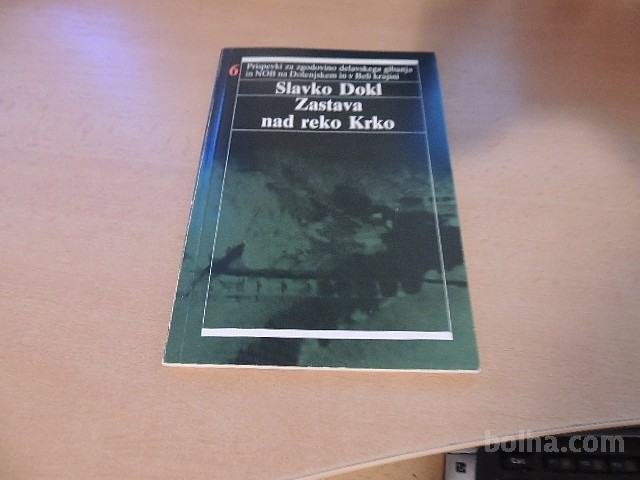 6 Prispevki za zgodovino delavskega gibanja
in NOB na Dolenjskem in v Beli krajini
Slavko Dokl
Zastava
nad reko Krko
bolha.com